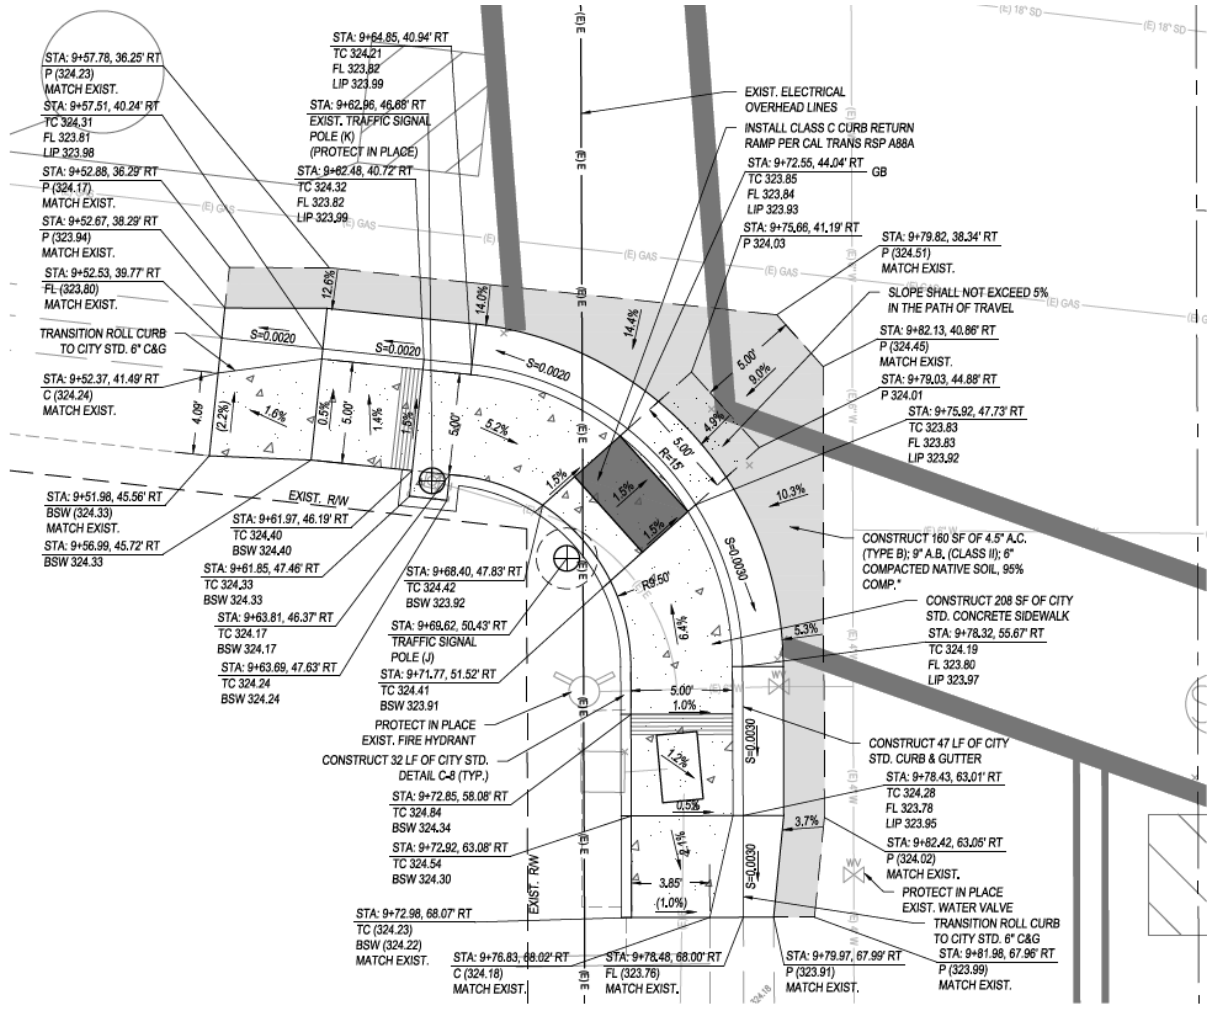 (E) 18" SD
(E) 18" SD
STA: 9+57.78, 36.25' RT
P (324.23)
MATCH EXIST.
STA: 9+57.51, 40.24' RT
TC 324.31
FL 323.81
LIP 323.98
STA: 9+52.88, 36.29' RT
P (324.17)
MATCH EXIST.
STA: 9+52.67, 38.29' RT
P (323.94)
MATCH EXIST.
STA: 9+52.53, 39.77' RT
FL (323.80)
MATCH EXIST.
TRANSITION ROLL CURB
TO CITY STD. 6" C&G
STA: 9+52.37, 41.49' RT
C (324.24)
MATCH EXIST.
STA: 9+64.85, 40.94' RT
TC 324.21
FL 323.82
LIP 323.99
STA: 9+62.96, 46.68' RT
EXIST. TRAFFIC SIGNAL
POLE (K)
(PROTECT IN PLACE)
STA: 9+62.48, 40.72' RT
TC 324.32
FL 323.82
LIP 323.99
EXIST. ELECTRICAL
OVERHEAD LINES
INSTALL CLASS C CURB RETURN
RAMP PER CAL TRANS RSP A88A
STA: 9+72.55, 44.04' RT
GB
TC 323.85
FL 323.84
LIP 323.93
STA: 9+75.66, 41.19' RT
P 324.03
STA: 9+79.82, 38.34' RT
P (324.51)
MATCH EXIST.
SLOPE SHALL NOT EXCEED 5%
IN THE PATH OF TRAVEL
STA: 9+82.13, 40.86' RT
P (324.45)
MATCH EXIST.
STA: 9+79.03, 44.88' RT
P 324.01
STA: 9+75.92, 47.73' RT
TC 323.83
FL 323.83
LIP 323.92
(E) E
(E) E
(E) E
(E) E
(E) E
(E) E
(E) E
(E) E
(E) GAS
(E) GAS
(E) GAS
(E) GAS
(E) GAS
12.6%
14.0%
14.4%
S=0.0020
S=0.0020
S=0.0020
4.09'
(2.2%)
1.6%
0.5%
5.00'
1.4%
1.5%
5.00'
5.2%
5.00'
9.0%
4.9%
5.00'
R=15'
1.5%
1.5%
1.5%
10.3%
S=0.0030
R9.50'
6.4%
5.3%
5.00'
1.0%
S=0.0030
1.2%
0.5%
3.7%
2.1%
S=0.0030
3.85'
(1.0%)
EXIST. R/W
EXIST. R/W
STA: 9+51.98, 45.56' RT
BSW (324.33)
MATCH EXIST.
STA: 9+56.99, 45.72' RT
BSW 324.33
STA: 9+61.97, 46.19' RT
TC 324.40
BSW 324.40
STA: 9+61.85, 47.46' RT
TC 324.33
BSW 324.33
STA: 9+63.81, 46.37' RT
TC 324.17
BSW 324.17
STA: 9+63.69, 47.63' RT
TC 324.24
BSW 324.24
STA: 9+68.40, 47.83' RT
TC 324.42
BSW 323.92
STA: 9+69.62, 50.43' RT
TRAFFIC SIGNAL
POLE (J)
STA: 9+71.77, 51.52' RT
TC 324.41
BSW 323.91
PROTECT IN PLACE
EXIST. FIRE HYDRANT
CONSTRUCT 32 LF OF CITY STD.
DETAIL C-8 (TYP.)
STA: 9+72.85, 58.08' RT
TC 324.84
BSW 324.34
STA: 9+72.92, 63.08' RT
TC 324.54
BSW 324.30
STA: 9+72.98, 68.07' RT
TC (324.23)
BSW (324.22)
MATCH EXIST.
STA: 9+76.83, 68.02' RT
C (324.18)
MATCH EXIST.
STA: 9+78.48, 68.00' RT
FL (323.76)
MATCH EXIST.
STA: 9+79.97, 67.99' RT
P (323.91)
MATCH EXIST.
STA: 9+81.98, 67.96' RT
P (323.99)
MATCH EXIST.
CONSTRUCT 160 SF OF 4.5" A.C.
(TYPE B); 9" A.B. (CLASS II); 6"
COMPACTED NATIVE SOIL, 95%
COMP.*
CONSTRUCT 208 SF OF CITY
STD. CONCRETE SIDEWALK
STA: 9+78.32, 55.67' RT
TC 324.19
FL 323.80
LIP 323.97
CONSTRUCT 47 LF OF CITY
STD. CURB & GUTTER
STA: 9+78.43, 63.01' RT
TC 324.28
FL 323.78
LIP 323.95
STA: 9+82.42, 63.05' RT
P (324.02)
MATCH EXIST.
PROTECT IN PLACE
EXIST. WATER VALVE
TRANSITION ROLL CURB
TO CITY STD. 6" C&G
WV
WV
(E) 6" W
(E) 4" W
(E) 4" W
324.18